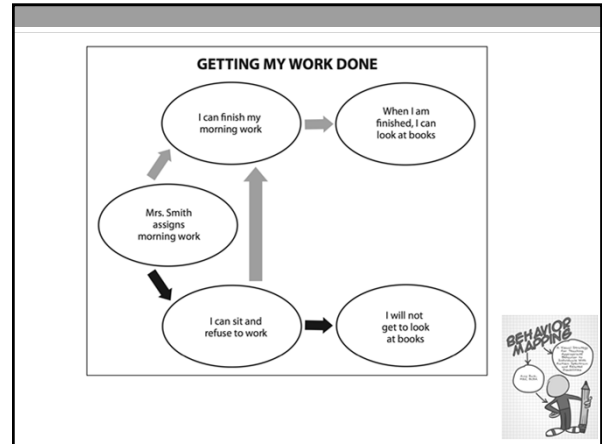 GETTING MY WORK DONE
I can finish my
morning work
When I am
finished, I can
look at books
Mrs. Smith
assigns
morning work
I can sit and
refuse to work
I will not
get to look
at books
BEHAVIOR
MAPPING